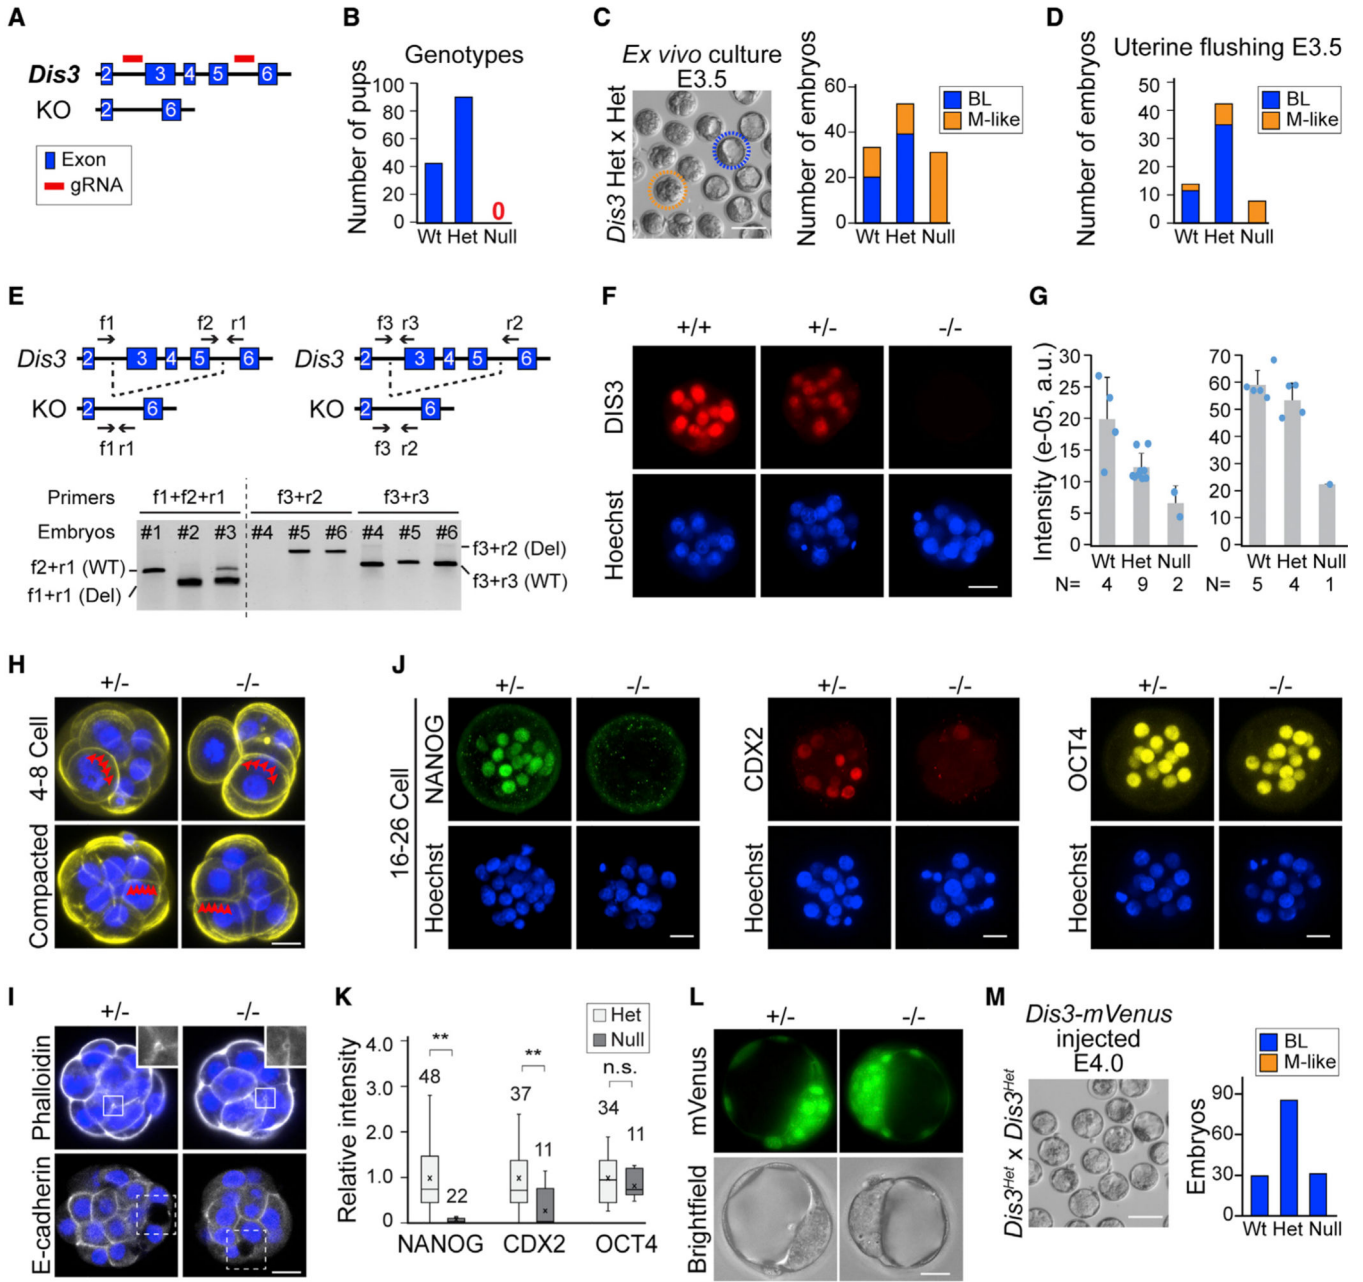 A
Dis3
2 3 4 5 6
KO
2 6
Exon
gRNA
B
Genotypes
Number of pups
100
80
60
40
20
0
0
Wt Het Null
C
Ex vivo culture
E3.5
Dis3 Het x Het
Number of embryos
60
40
20
0
BL
M-like
Wt Het Null
D
Uterine flushing E3.5
Number of embryos
50
40
30
20
10
0
BL
M-like
Wt Het Null
E
f1 f2 r1
Dis3
2 3 4 5 6
KO
2 6
f1 r1
f3 r3 r2
Dis3
2 3 4 5 6
KO
2 6
f3 r2
Primers f1+f2+r1 f3+r2 f3+r3
Embryos #1 #2 #3 #4 #5 #6 #4 #5 #6
f2+r1 (WT)
f1+r1 (Del)
f3+r2 (Del)
f3+r3 (WT)
F
+/+ +/- -/-
DIS3
Hoechst
G
Intensity (e-05, a.u.)
30
25
20
15
10
5
0
Wt Het Null
N= 4 9 2
70
60
50
40
30
20
10
0
Wt Het Null
N= 5 4 1
H
+/- -/-
4-8 Cell
Compacted
J
16-26 Cell
+/- -/-
NANOG
Hoechst
+/- -/-
CDX2
Hoechst
+/- -/-
OCT4
Hoechst
I
+/- -/-
Phalloidin
E-cadherin
K
Het
Null
Relative intensity
4.0
3.0
2.0
1.0
0
** ** n.s.
48 22 37 11 34 11
NANOG CDX2 OCT4
L
+/- -/-
mVenus
Brightfield
M
Dis3-mVenus
injected
E4.0
Dis3Het x Dis3Het
BL
M-like
Embryos
90
60
30
0
Wt Het Null